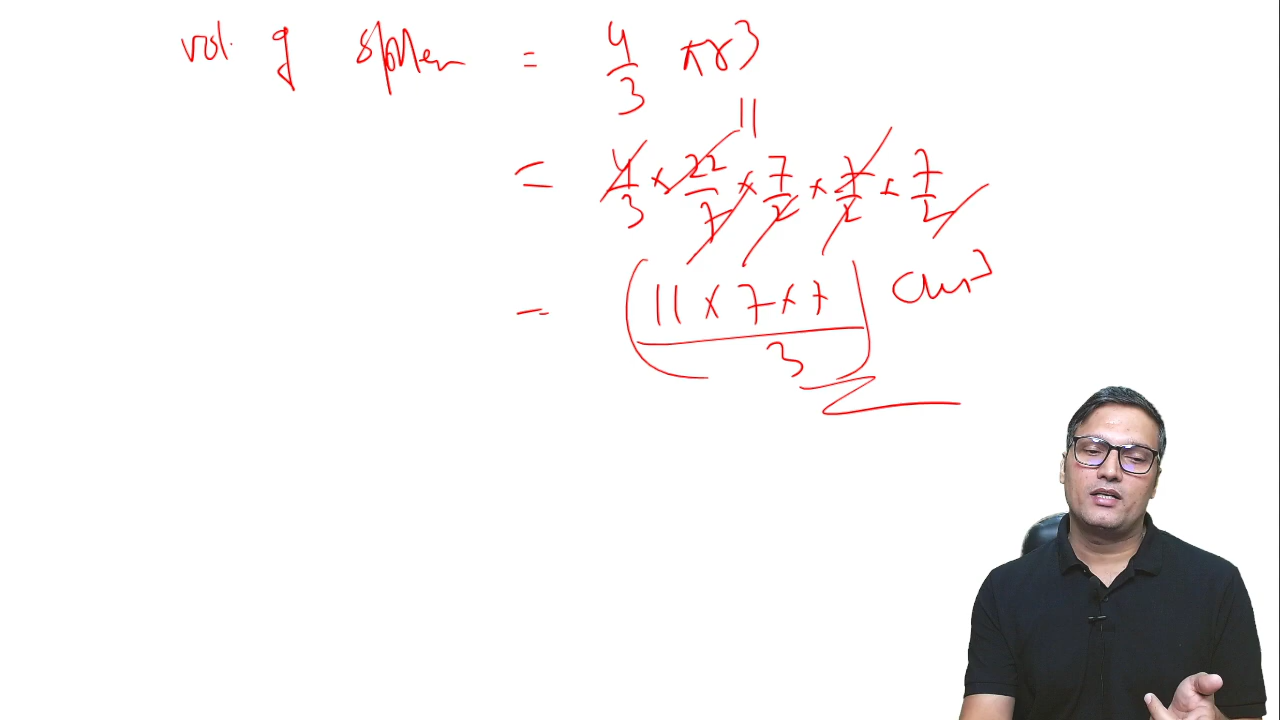 vol. of sphere = 4/3 πr3
11
= 4/3 × 22/7 × 7/2 × 7/2 × 7/2
= (11 × 7 × 7 / 3) cm3